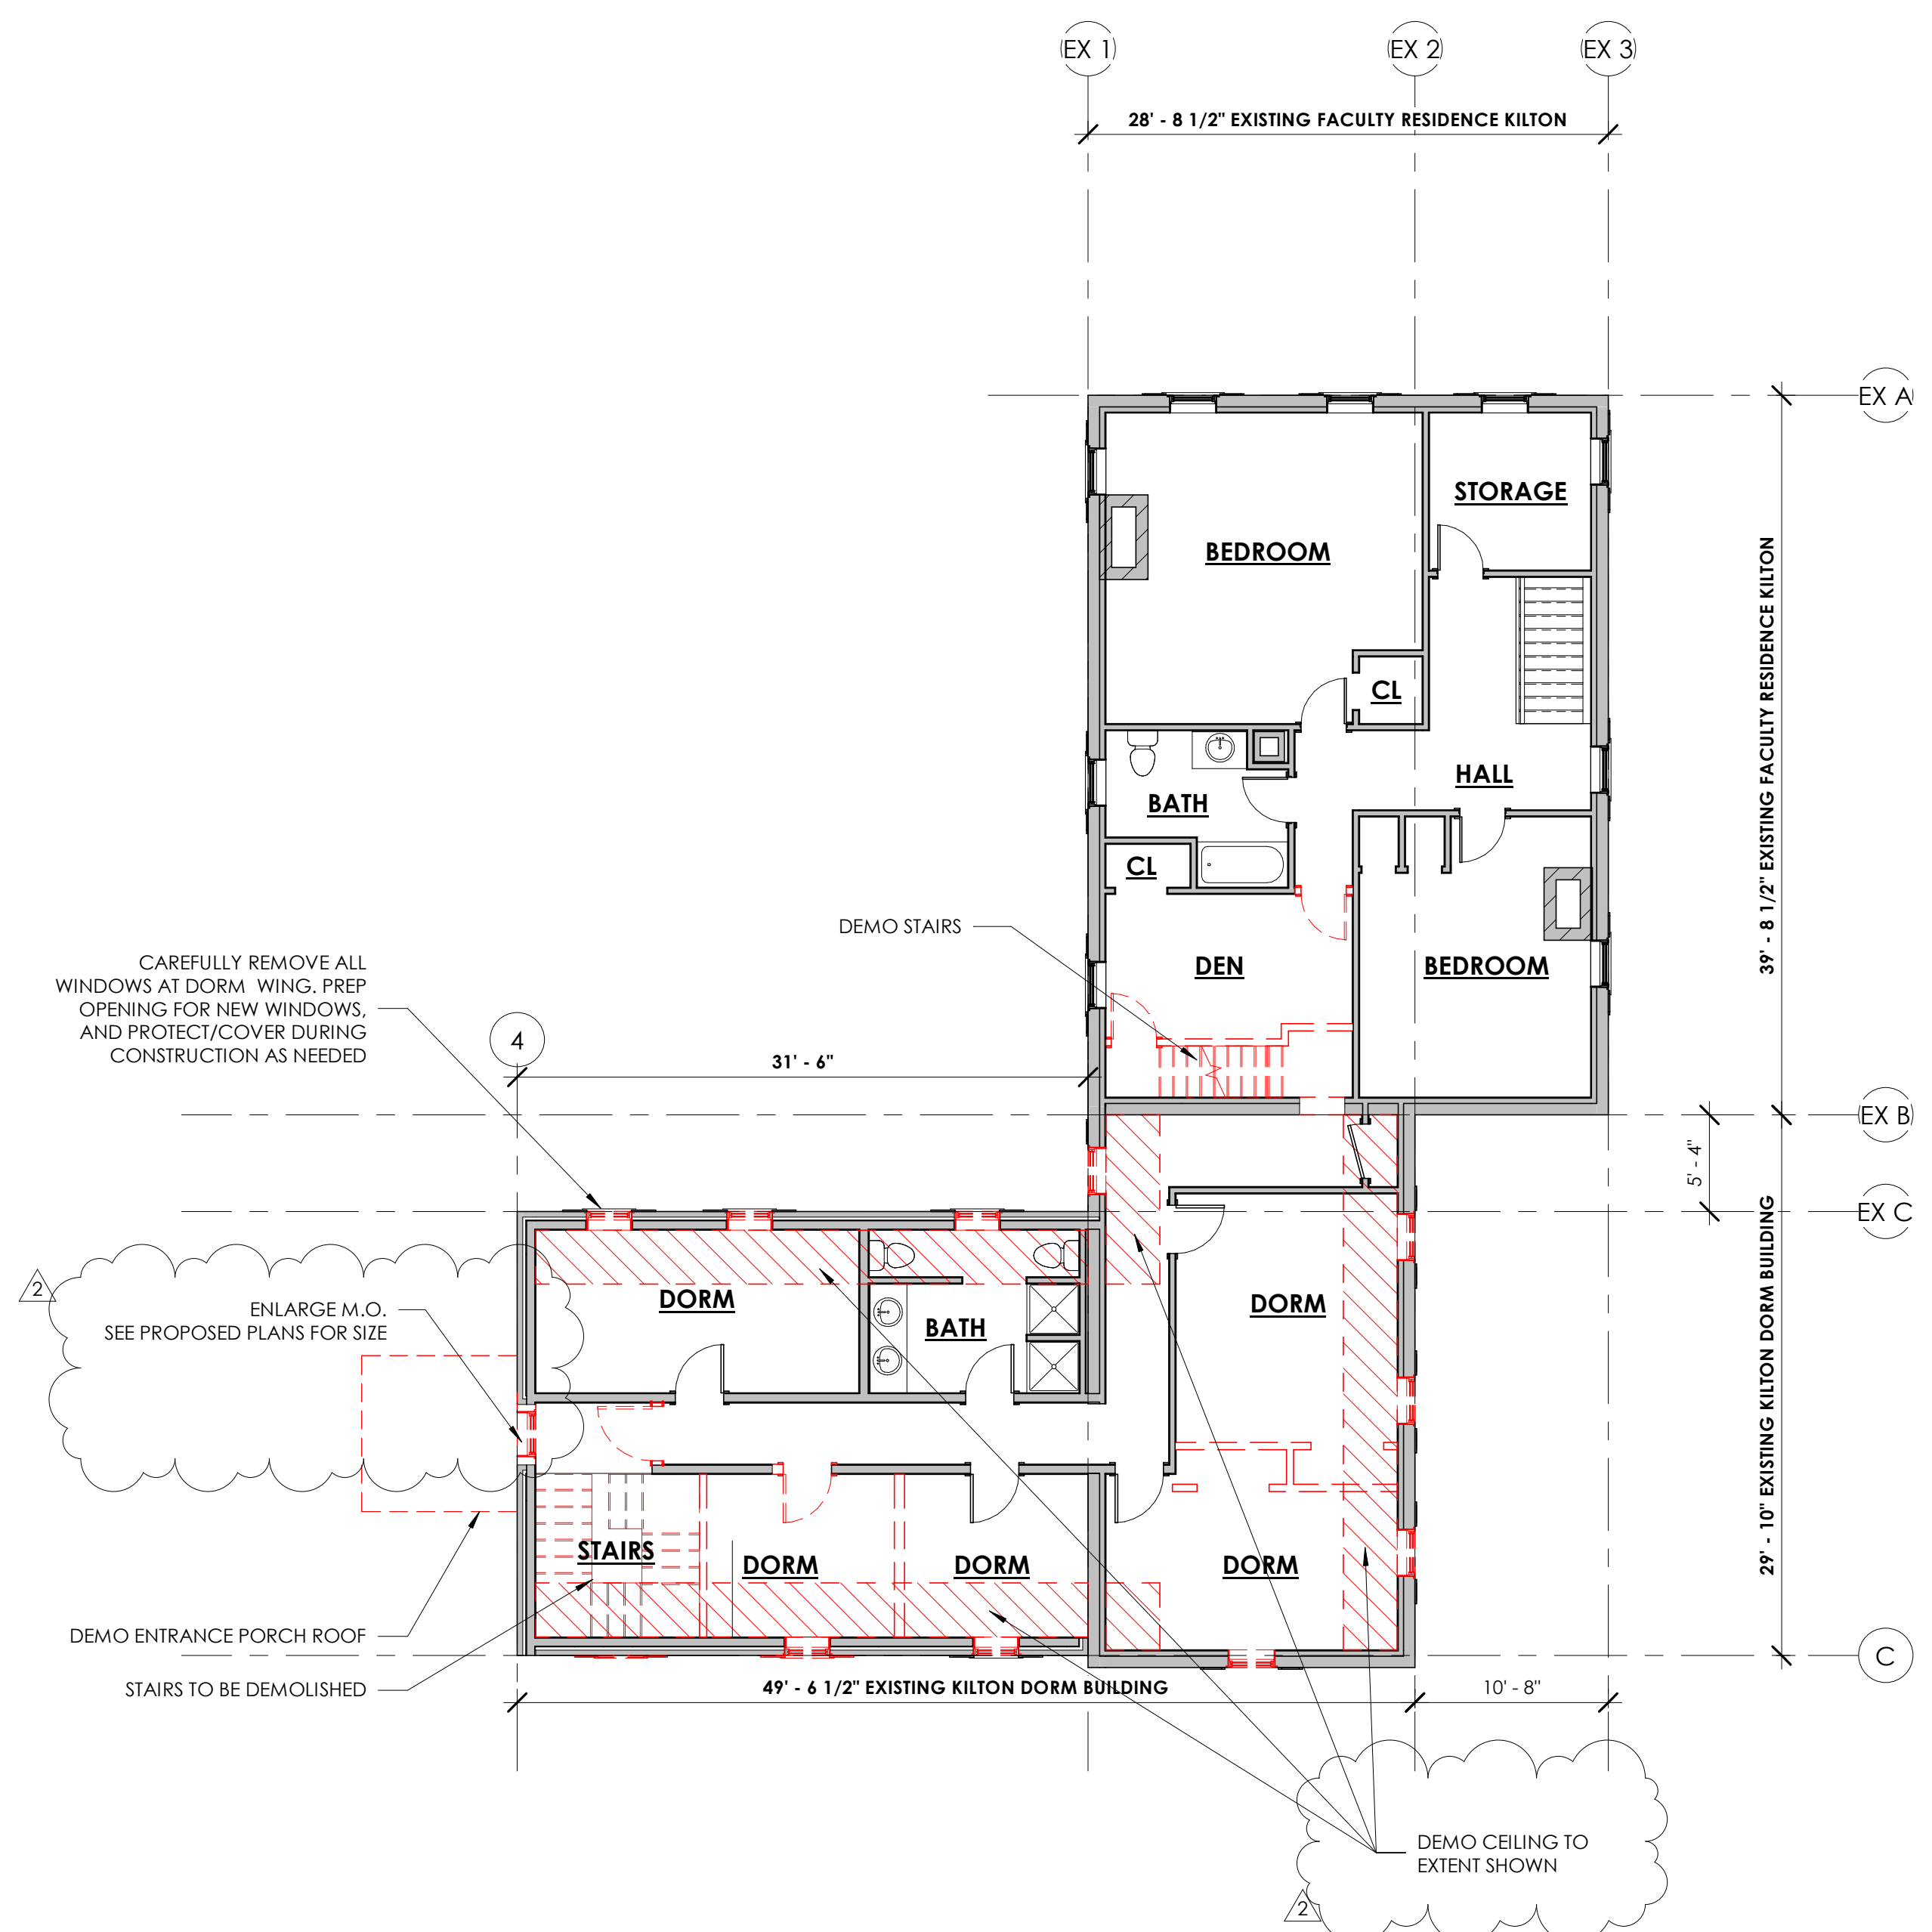 EX 1
EX 2
EX 3
28' - 8 1/2" EXISTING FACULTY RESIDENCE KILTON
EX A
STORAGE
BEDROOM
39' - 8 1/2" EXISTING FACULTY RESIDENCE KILTON
CL
HALL
BATH
CL
DEMO STAIRS
DEN
BEDROOM
CAREFULLY REMOVE ALL
WINDOWS AT DORM WING. PREP
OPENING FOR NEW WINDOWS,
AND PROTECT/COVER DURING
CONSTRUCTION AS NEEDED
4
31' - 6"
EX B
5' - 4"
EX C
29' - 10" EXISTING KILTON DORM BUILDING
2
ENLARGE M.O.
SEE PROPOSED PLANS FOR SIZE
DORM
BATH
DORM
STAIRS
DORM
DORM
DORM
DEMO ENTRANCE PORCH ROOF
C
STAIRS TO BE DEMOLISHED
49' - 6 1/2" EXISTING KILTON DORM BUILDING
10' - 8"
DEMO CEILING TO
EXTENT SHOWN
2